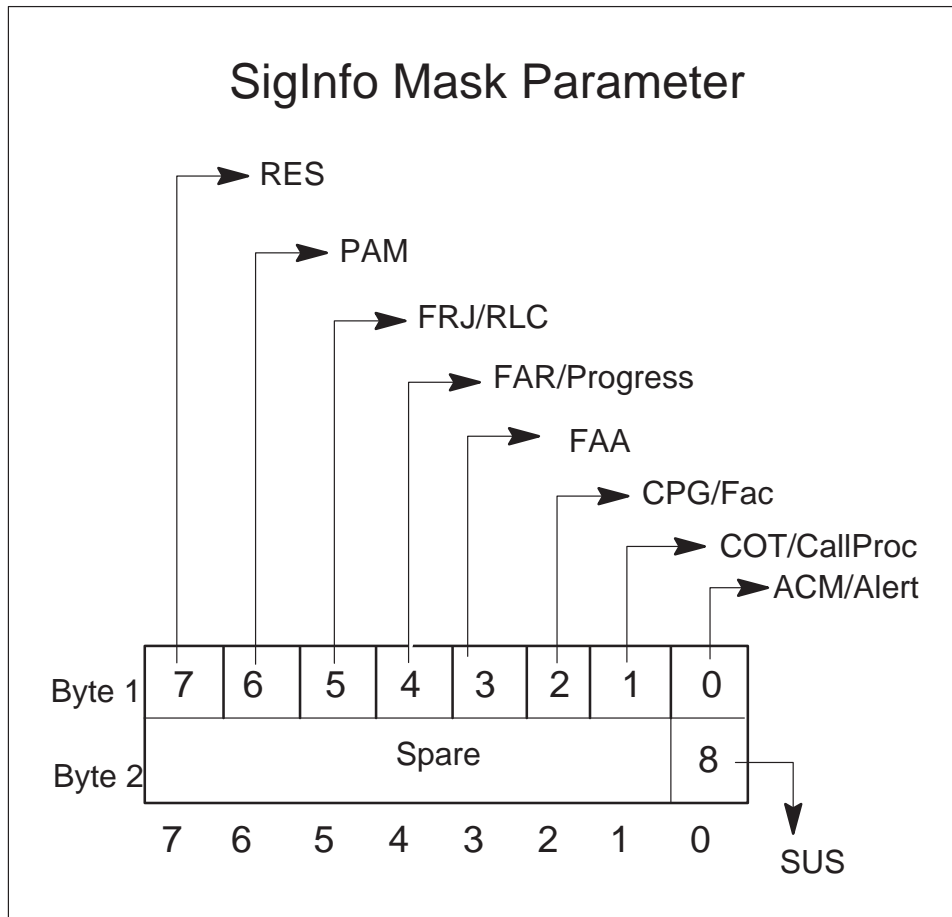 SigInfo Mask Parameter
RES
PAM
FRJ/RLC
FAR/Progress
FAA
CPG/Fac
COT/CallProc
ACM/Alert
Byte 1 7 6 5 4 3 2 1 0
Byte 2 Spare 8
7 6 5 4 3 2 1 0
SUS